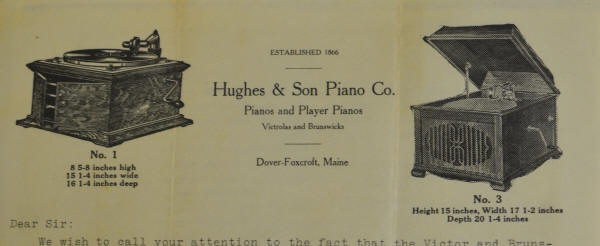 ESTABLISHED 1866
Hughes & Son Piano Co.
Pianos and Player Pianos
Victrolas and Brunswicks
Dover-Foxcroft, Maine
No. 1
8 5-8 inches high
15 1-4 inches wide
16 1-4 inches deep
No. 3
Height 15 inches, Width 17 1-2 inches
Depth 20 1-4 inches
Dear Sir:
We wish to call your attention to the fact that the Victor and Bruns-